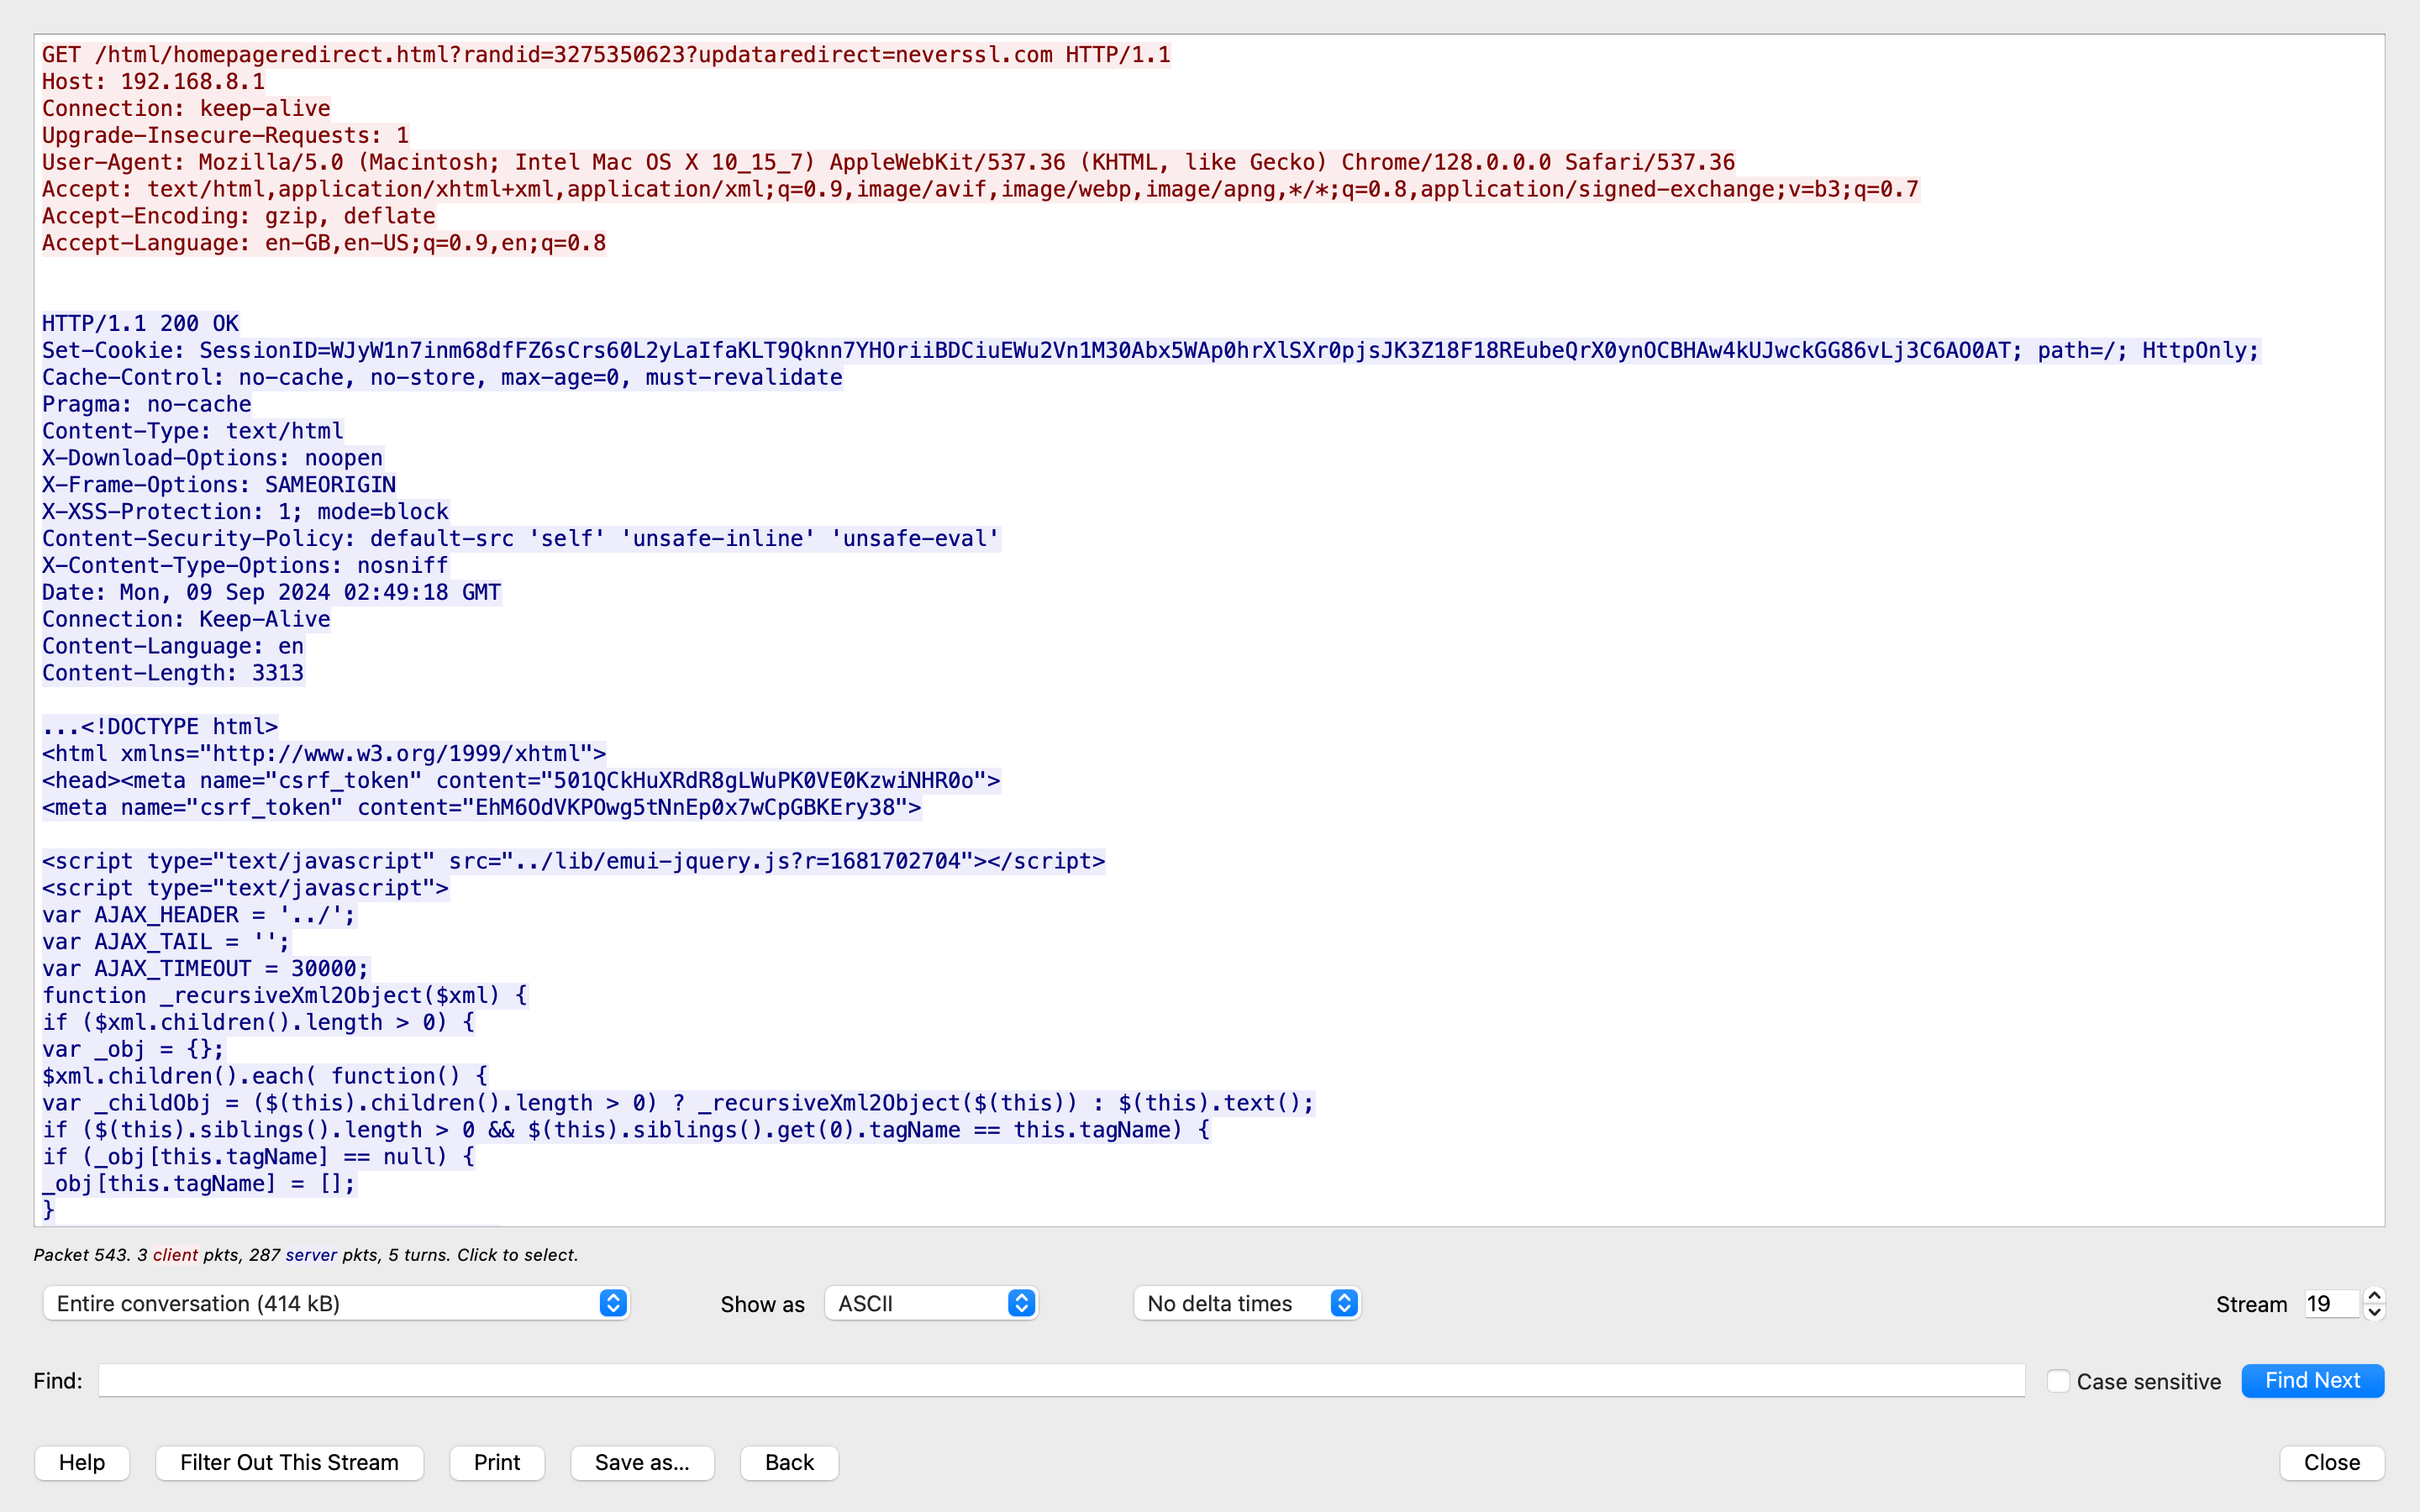 GET /html/homepageredirect.html?randid=3275350623?updataredirect=neverssl.com HTTP/1.1
Host: 192.168.8.1
Connection: keep-alive
Upgrade-Insecure-Requests: 1
User-Agent: Mozilla/5.0 (Macintosh; Intel Mac OS X 10_15_7) AppleWebKit/537.36 (KHTML, like Gecko) Chrome/128.0.0.0 Safari/537.36
Accept: text/html,application/xhtml+xml,application/xml;q=0.9,image/avif,image/webp,image/apng,*/*;q=0.8,application/signed-exchange;v=b3;q=0.7
Accept-Encoding: gzip, deflate
Accept-Language: en-GB,en-US;q=0.9,en;q=0.8
HTTP/1.1 200 OK
Set-Cookie: SessionID=WJyW1n7inm68dfFZ6sCrs60L2yLaIfaKLT9Qknn7YHOriiBDCiuEWu2Vn1M30Abx5WAp0hrXlSXr0pjsJK3Z18F18REubeQrX0ynOCBHAw4kUJwckGG86vLj3C6AO0AT; path=/; HttpOnly;
Cache-Control: no-cache, no-store, max-age=0, must-revalidate
Pragma: no-cache
Content-Type: text/html
X-Download-Options: noopen
X-Frame-Options: SAMEORIGIN
X-XSS-Protection: 1; mode=block
Content-Security-Policy: default-src 'self' 'unsafe-inline' 'unsafe-eval'
X-Content-Type-Options: nosniff
Date: Mon, 09 Sep 2024 02:49:18 GMT
Connection: Keep-Alive
Content-Language: en
Content-Length: 3313
...<!DOCTYPE html>
<html xmlns="http://www.w3.org/1999/xhtml">
<head><meta name="csrf_token" content="501QCkHuXRdR8gLWuPK0VE0KzwiNHR0o">
<meta name="csrf_token" content="EhM6OdVKPOwg5tNnEp0x7wCpGBKEry38">
<script type="text/javascript" src="../lib/emui-jquery.js?r=1681702704"></script>
<script type="text/javascript">
var AJAX_HEADER = '../';
var AJAX_TAIL = '';
var AJAX_TIMEOUT = 30000;
function _recursiveXml2Object($xml) {
if ($xml.children().length > 0) {
var _obj = {};
$xml.children().each( function() {
var _childObj = ($(this).children().length > 0) ? _recursiveXml2Object($(this)) : $(this).text();
if ($(this).siblings().length > 0 && $(this).siblings().get(0).tagName == this.tagName) {
if (_obj[this.tagName] == null) {
_obj[this.tagName] = [];
}
Packet 543. 3 client pkts, 287 server pkts, 5 turns. Click to select.
Entire conversation (414 kB) Show as ASCII No delta times Stream 19
Find: Case sensitive Find Next
Help Filter Out This Stream Print Save as... Back Close